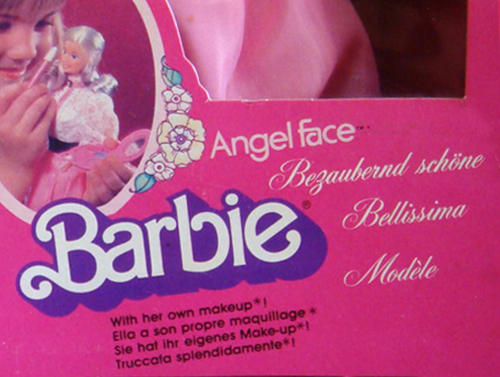 Angel face™
Bezaubernd schöne
Bellissima
Modèle
Barbie®
With her own makeup*!
Ella a son propre maquillage*
Sie hat ihr eigenes Make-up*!
Truccata splendidamente*!